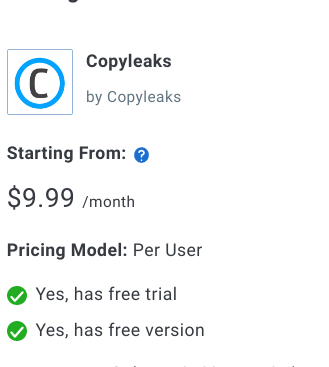 C
Copyleaks
by Copyleaks
Starting From: ?
$9.99 /month
Pricing Model: Per User
Yes, has free trial
Yes, has free version